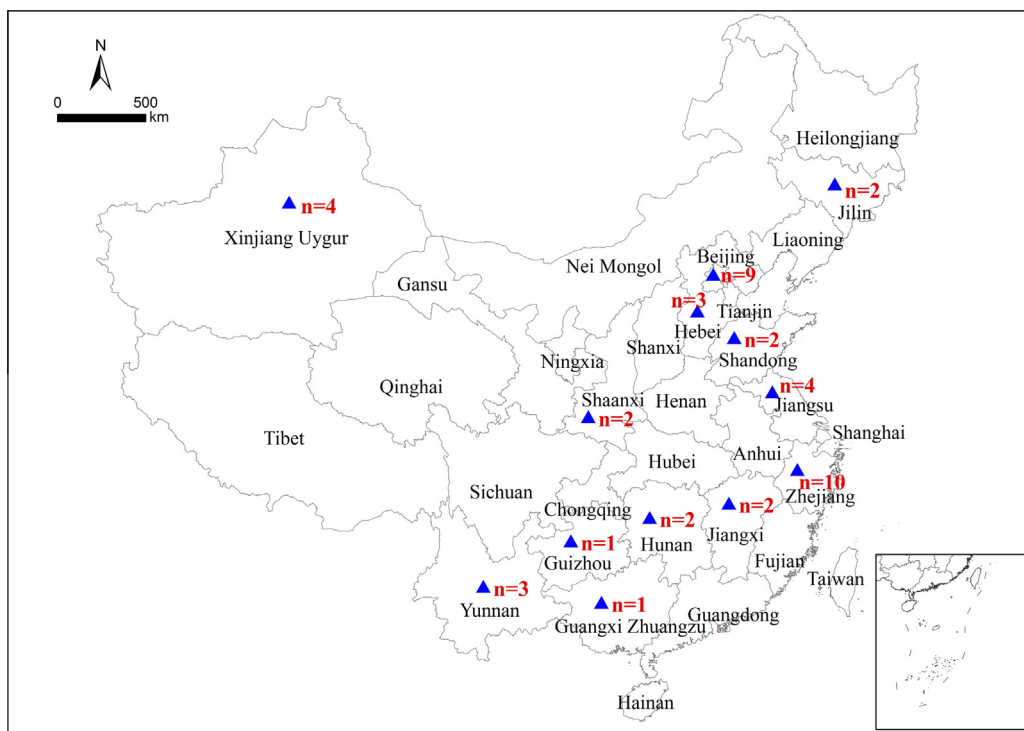 N
0 500
km
Heilongjiang
n=2
Jilin
n=4
Xinjiang Uygur
Liaoning
Beijing
n=9
Nei Mongol
Gansu
n=3
Tianjin
Hebei
n=2
Shanxi
Shandong
Ningxia
n=4
Qinghai
Shaanxi
Henan
Jiangsu
n=2
Shanghai
Tibet
Anhui
Hubei
n=10
Sichuan
Zhejiang
Chongqing
n=2
n=2
Jiangxi
n=1
Hunan
Guizhou
Fujian
Taiwan
n=3
Yunnan
n=1
Guangdong
Guangxi Zhuangzu
Hainan